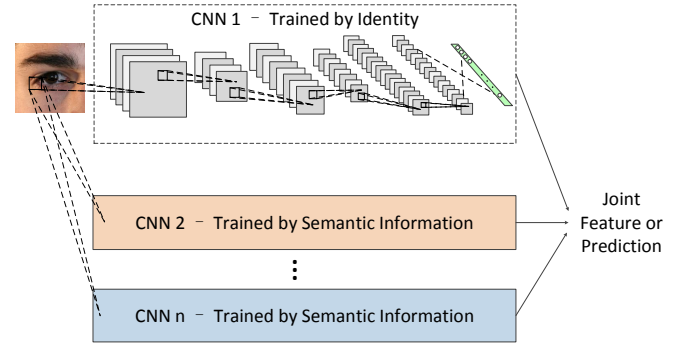 CNN 1 – Trained by Identity
CNN 2 – Trained by Semantic Information
CNN n – Trained by Semantic Information
Joint
Feature or
Prediction